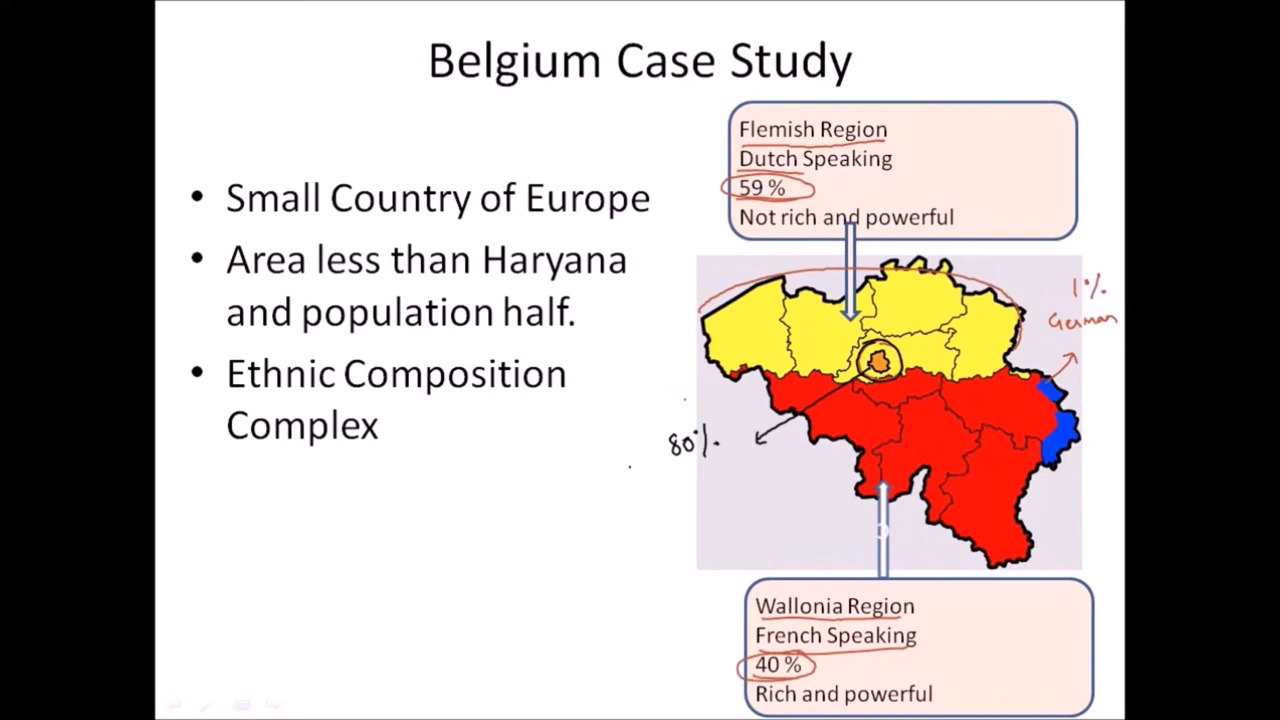 Belgium Case Study
• Small Country of Europe
• Area less than Haryana
and population half.
• Ethnic Composition
Complex
Flemish Region
Dutch Speaking
59 %
Not rich and powerful
1%
German
80%
Wallonia Region
French Speaking
40 %
Rich and powerful